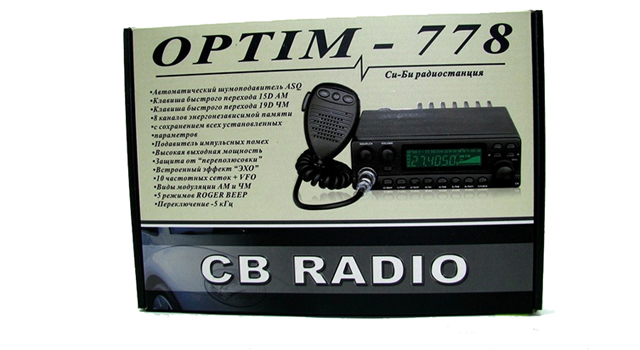 OPTIM - 778
Си-Би радиостанция
•Автоматический шумоподавитель ASQ
•Клавиша быстрого перехода 15D AM
•Клавиша быстрого перехода 19D ЧМ
•8 каналов энергонезависимой памяти
•с сохранением всех установленных
•параметров
•Подавитель импульсных помех
•Высокая выходная мощность
•Защита от "переполюсовки"
•Встроенный эффект "ЭХО"
•10 частотных сеток + VFO
•Виды модуляции АМ и ЧМ
•5 режимов ROGER BEEP
•Переключение -5 кГц
27.4050
CB RADIO